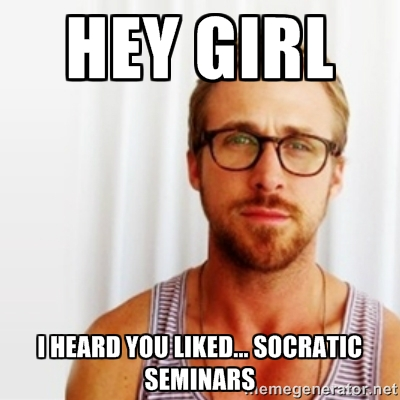 HEY GIRL
I HEARD YOU LIKED... SOCRATIC
SEMINARS
memegenerator.net